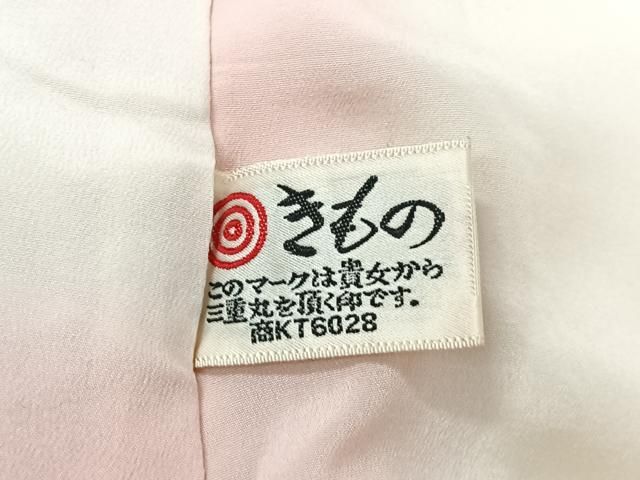 きもの
このマークは貴女から
三重丸を頂く印です。
商KT6028